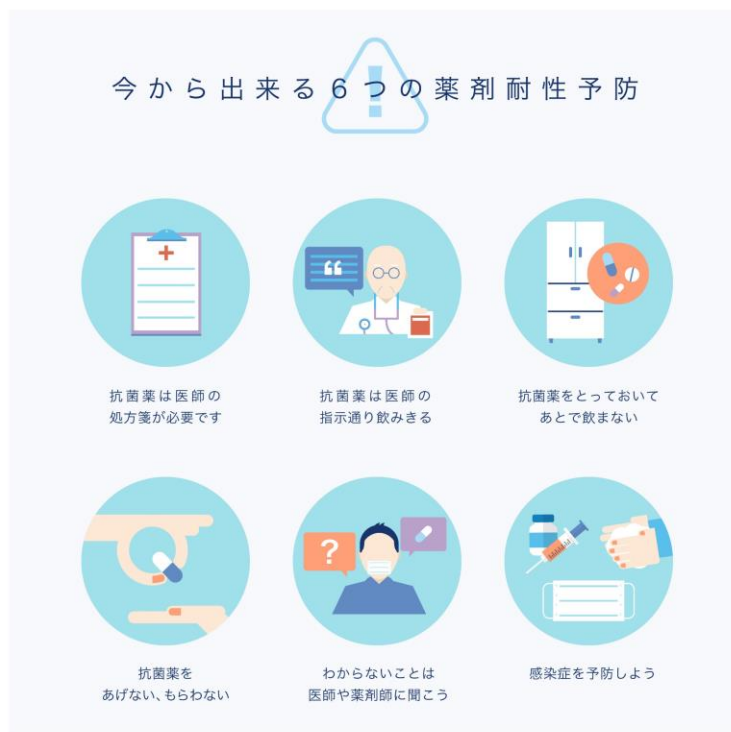 今から出来る6つの薬剤耐性予防
抗菌薬は医師の
処方箋が必要です
抗菌薬は医師の
指示通り飲みきる
抗菌薬をとっておいて
あとで飲まない
抗菌薬を
あげない、もらわない
?
わからないことは
医師や薬剤師に聞こう
感染症を予防しよう